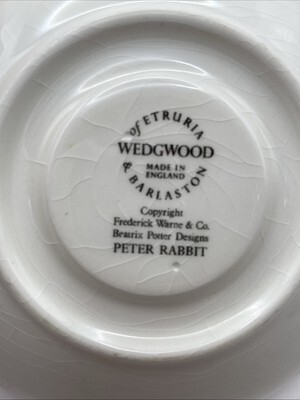 of ETRURIA
WEDGWOOD
MADE IN
ENGLAND
& BARLASTON
Copyright
Frederick Warne & Co.
Beatrix Potter Designs
PETER RABBIT